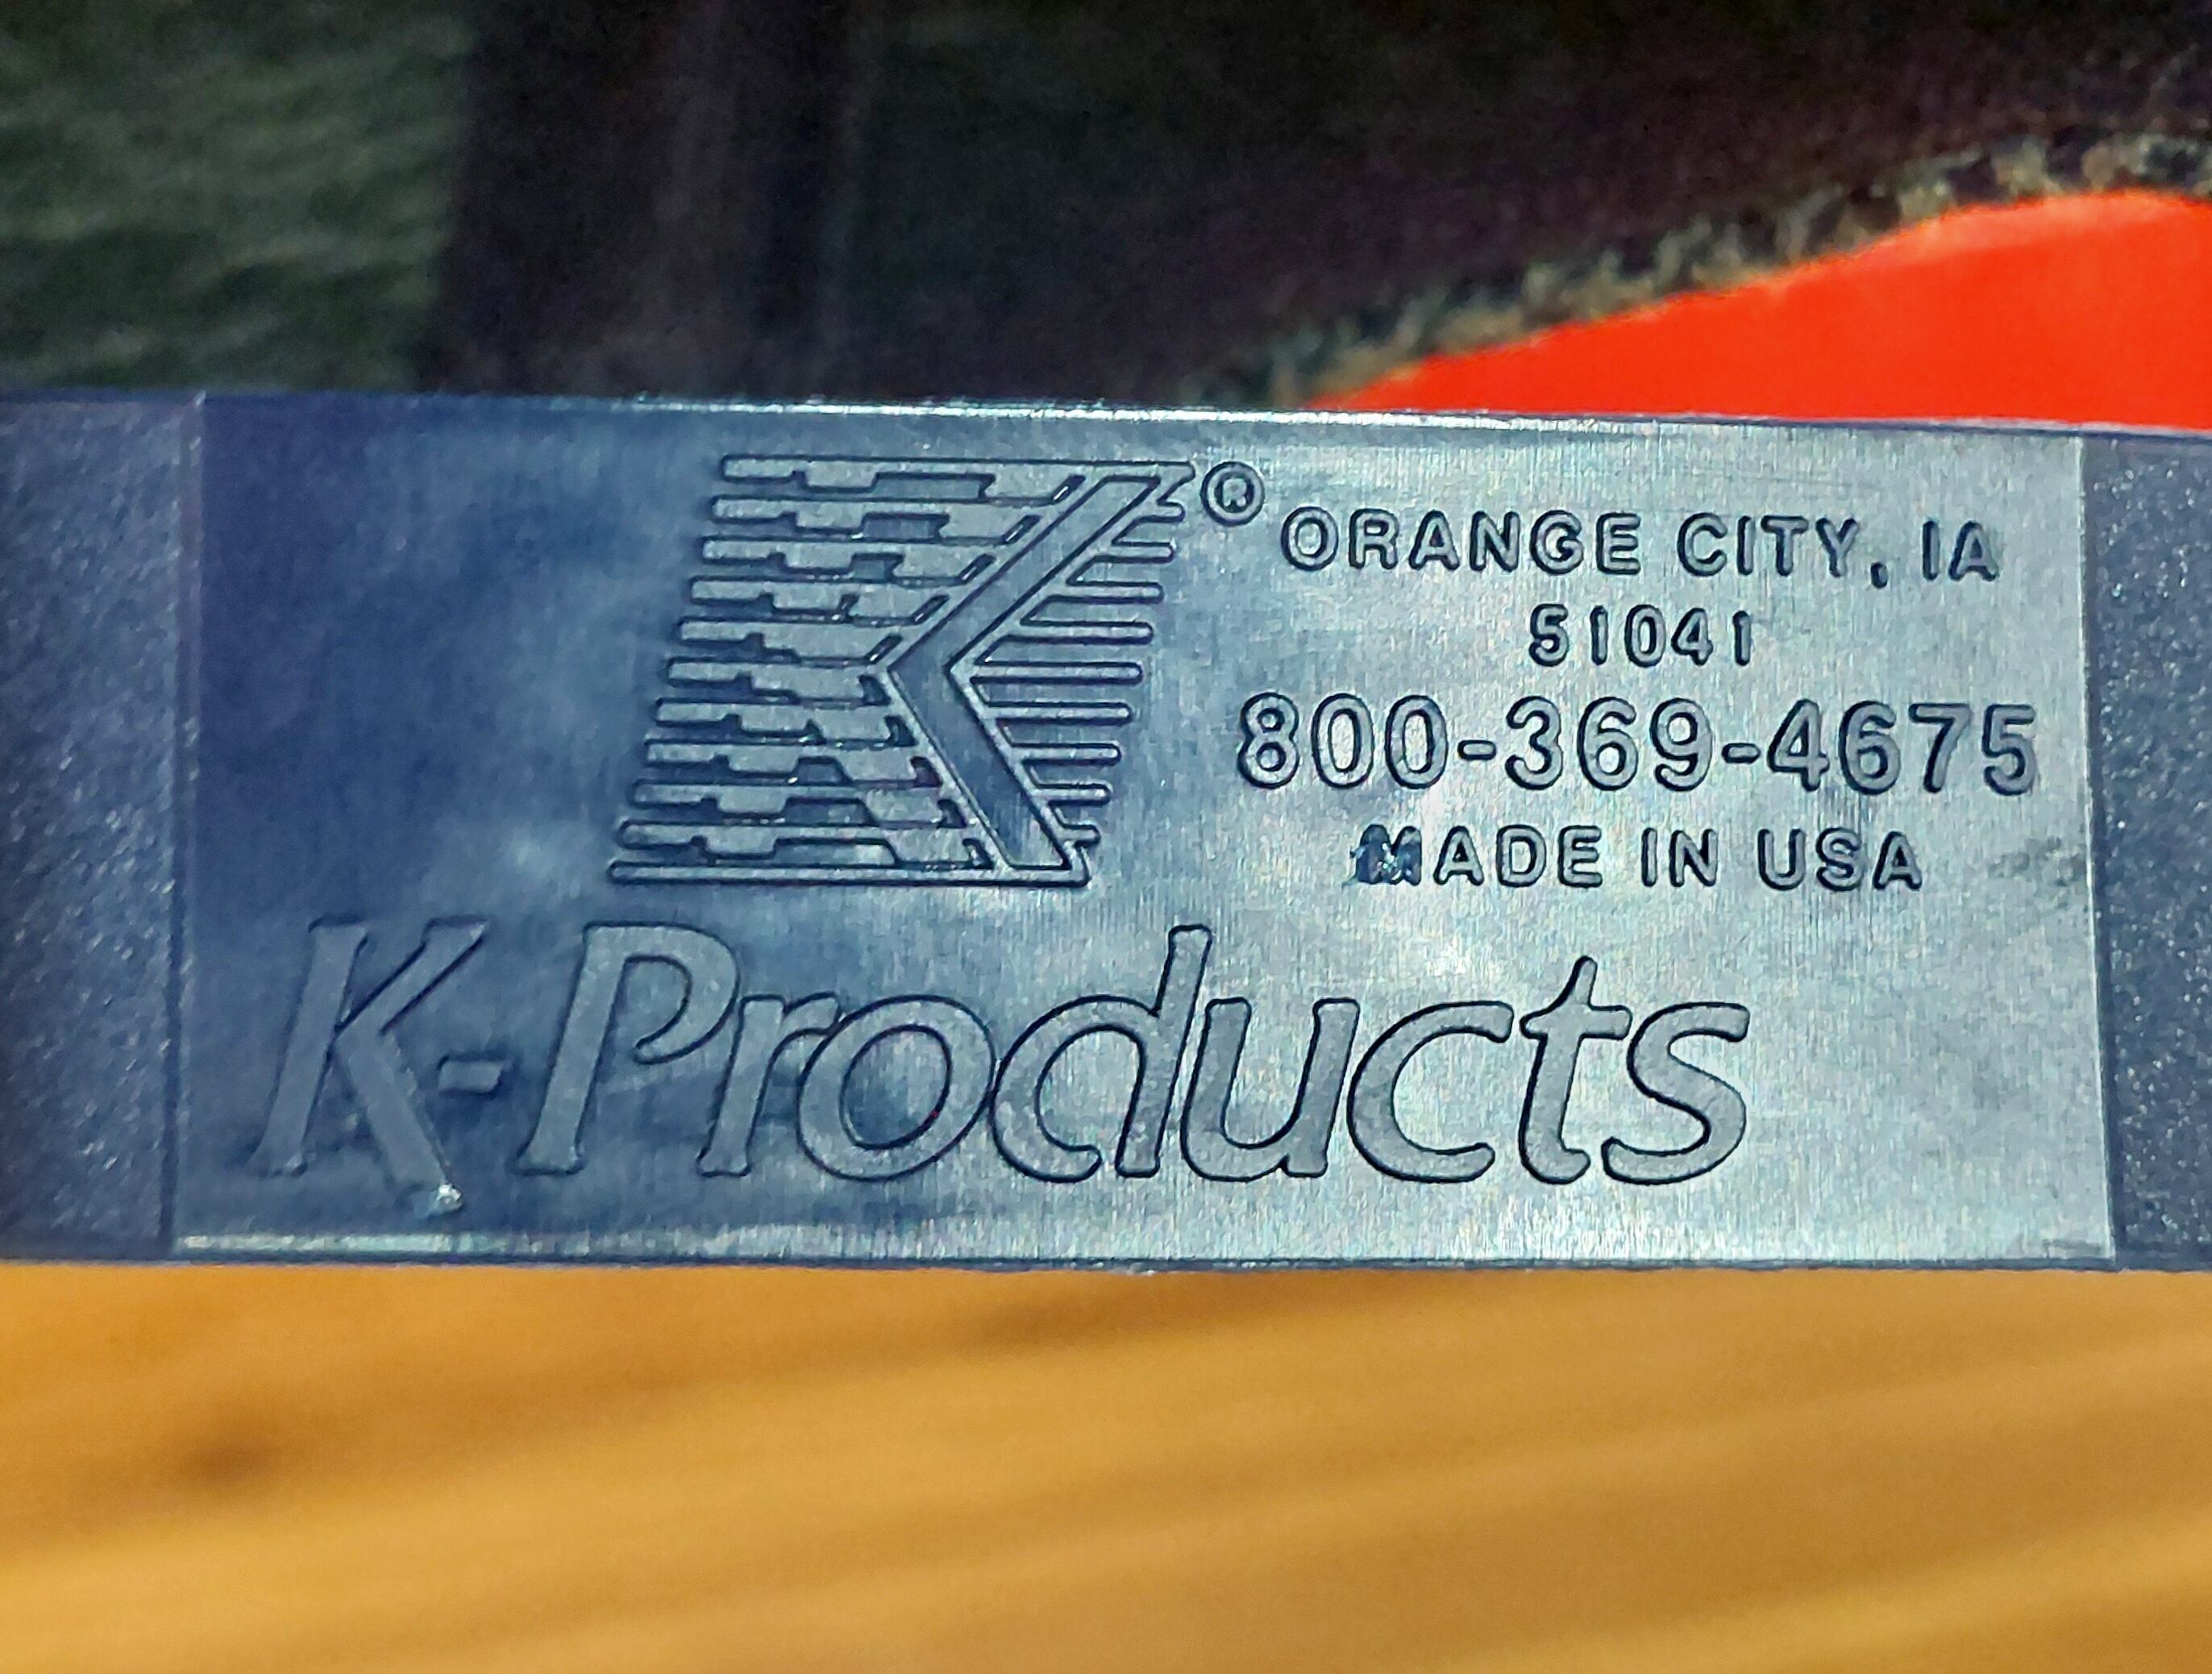 K®
ORANGE CITY, IA
51041
800-369-4675
MADE IN USA
K-Products